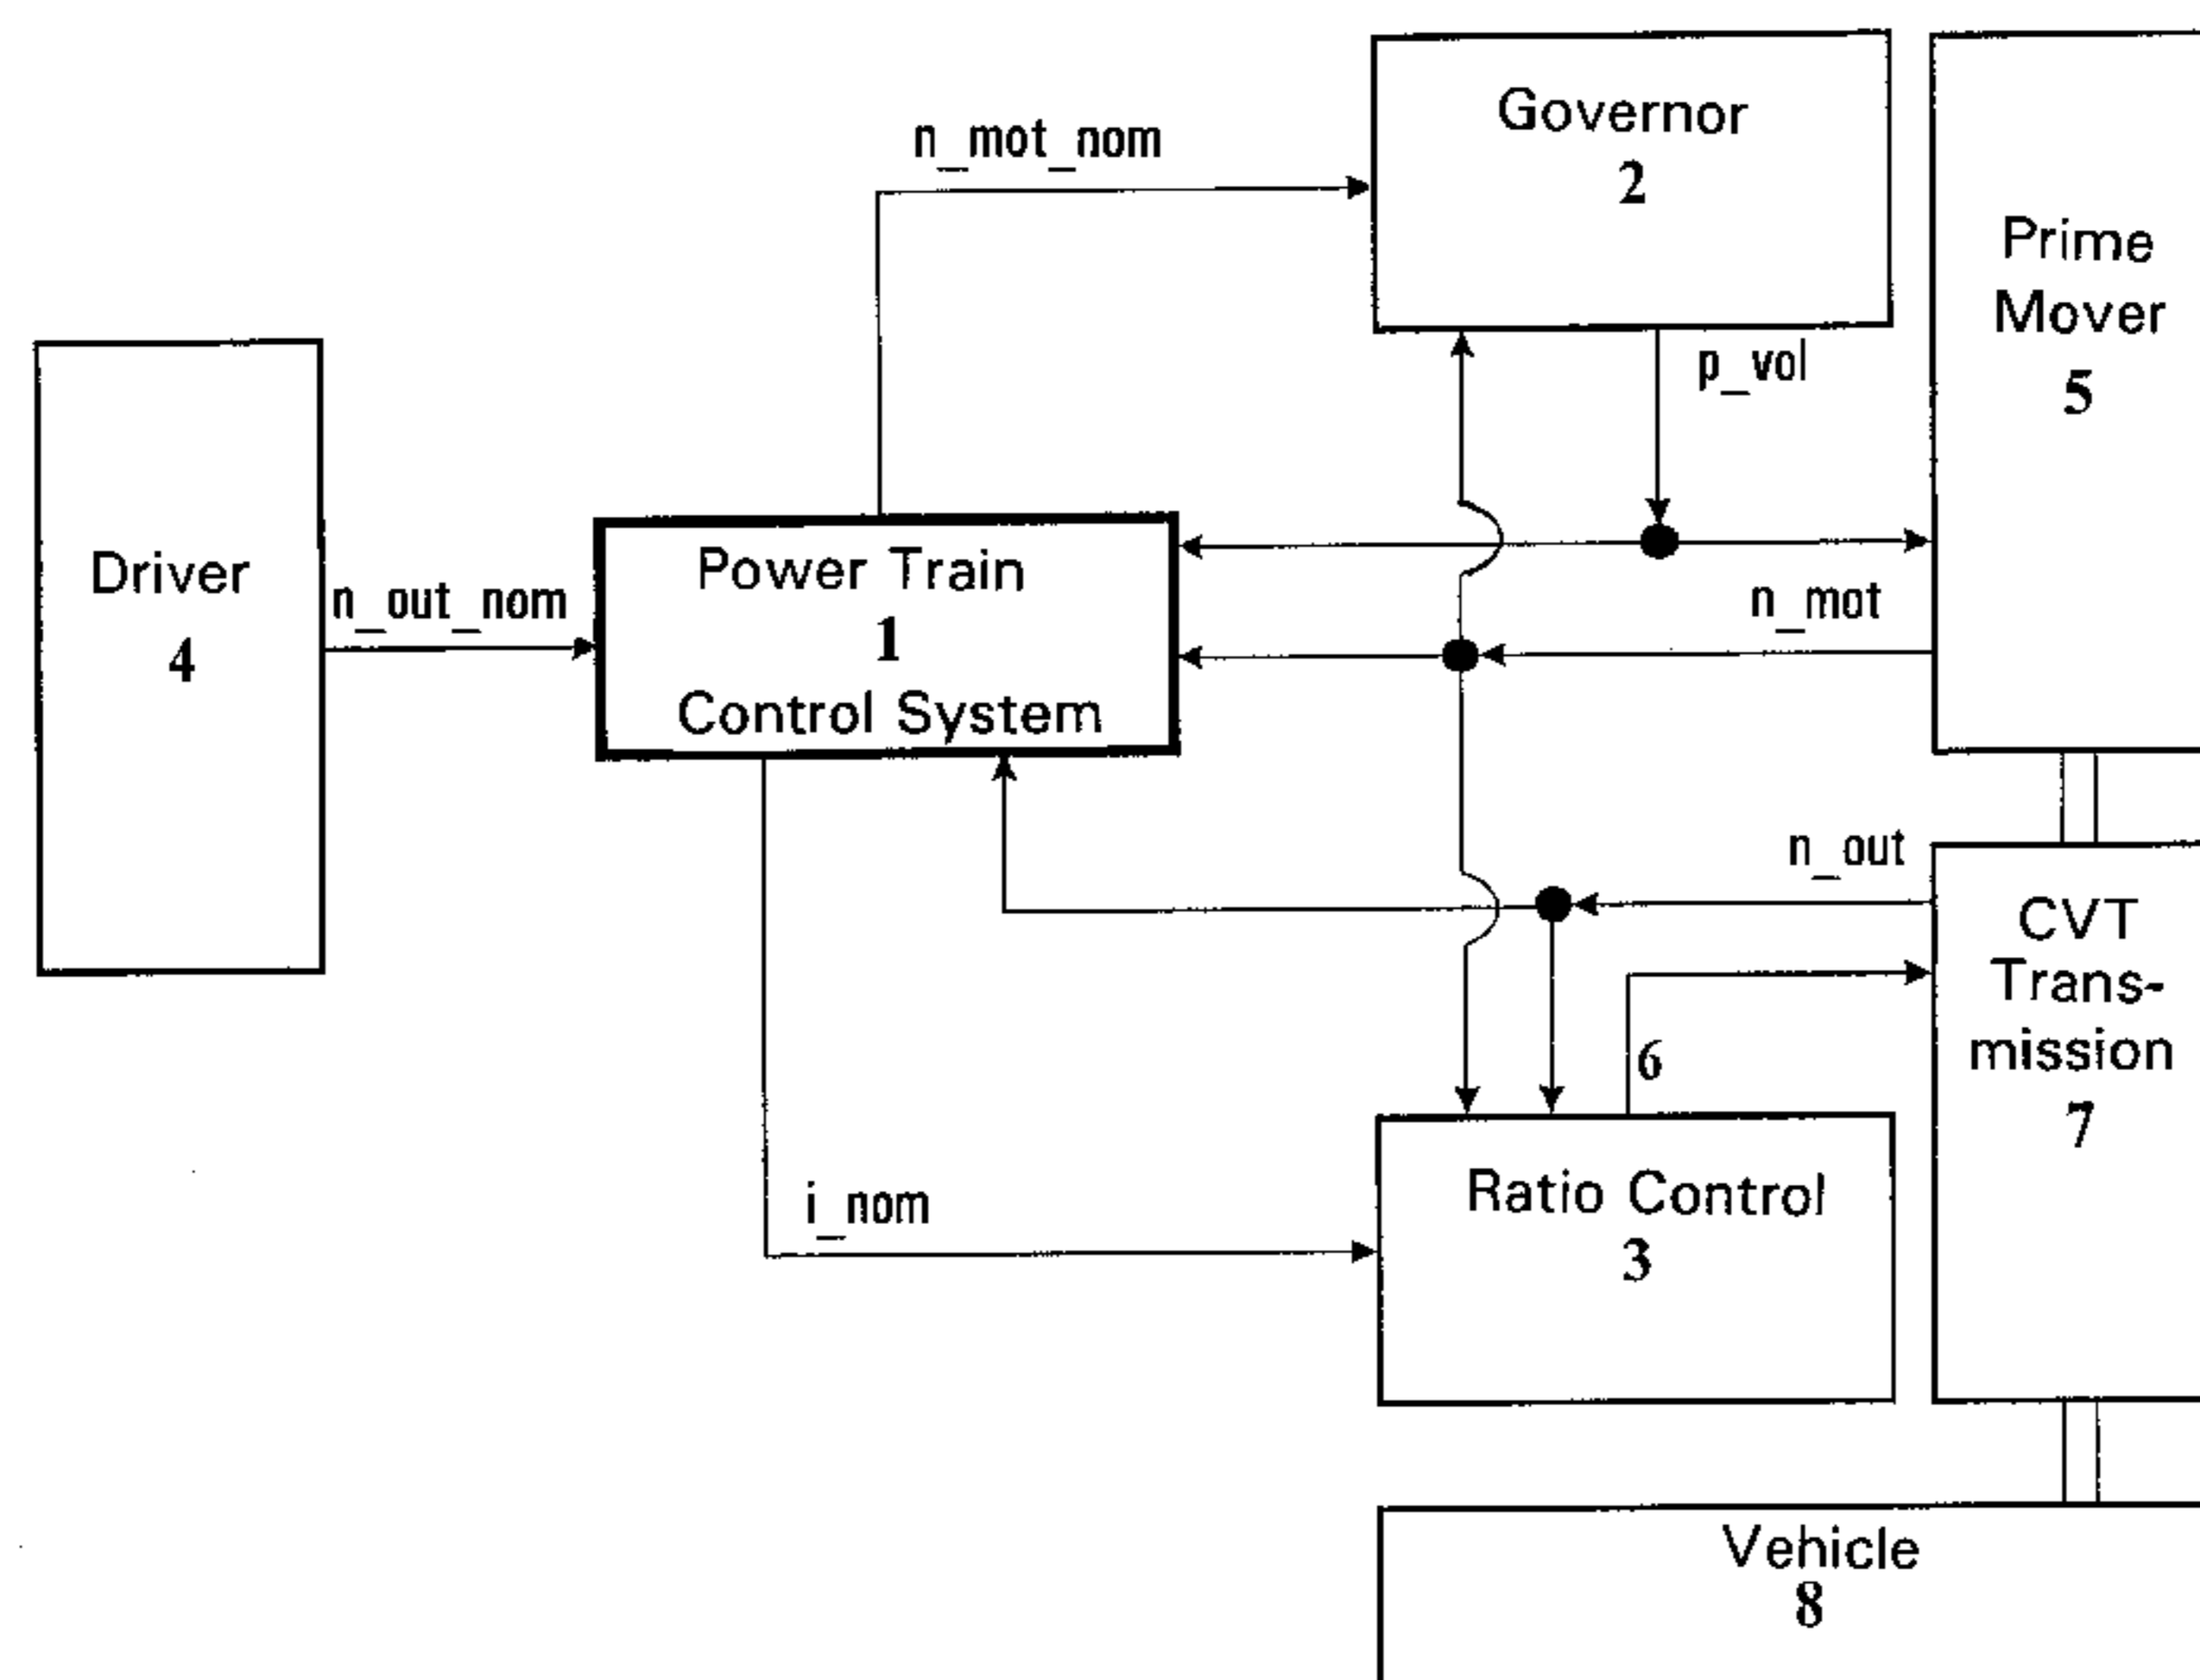 Governor
2
n_mot_nom
Prime
Mover
5
p_vol
Driver
4
n_out_nom
Power Train
1
Control System
n_mot
n_out
CVT
Trans-
mission
7
6
i_nom
Ratio Control
3
Vehicle
8